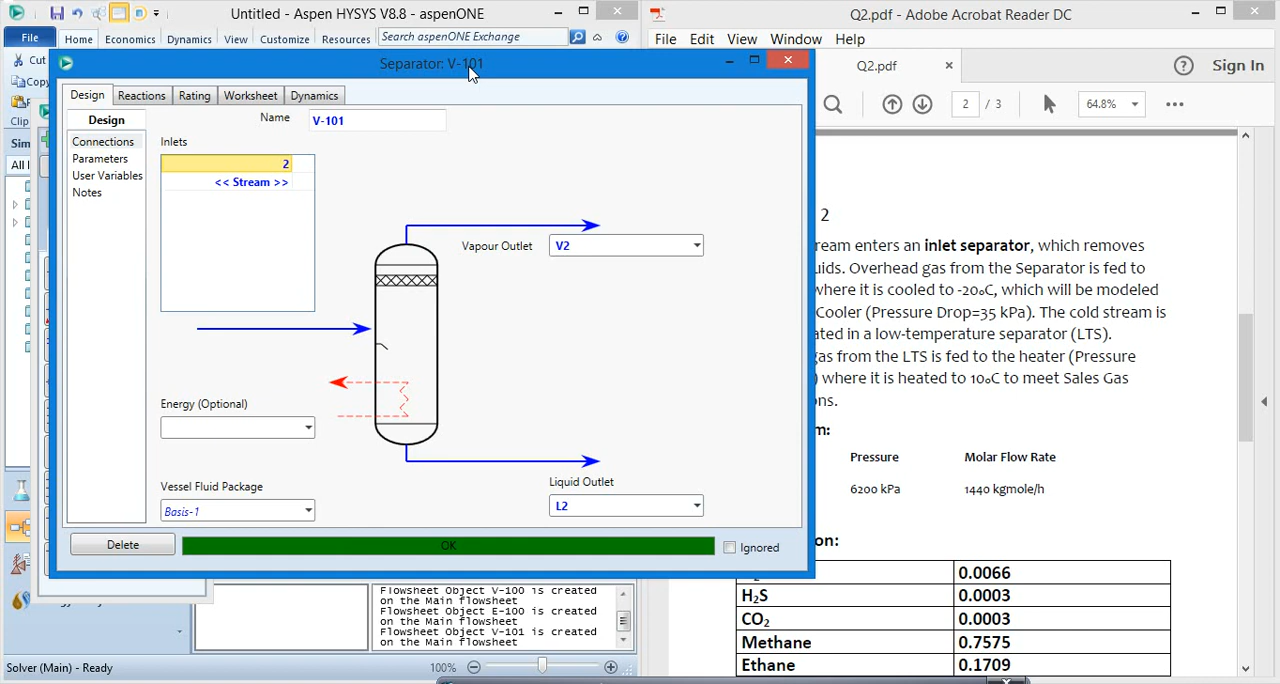 Untitled - Aspen HYSYS V8.8 - aspenONE
File Home Economics Dynamics View Customize Resources Search aspenONE Exchange
Cut
Copy
Clip
Sim
All
Separator: V-101
Design Reactions Rating Worksheet Dynamics
Design
Connections
Parameters
User Variables
Notes
Name V-101
Inlets
2
<< Stream >>
Vapour Outlet V2
Energy (Optional)
Vessel Fluid Package
Basis-1
Liquid Outlet
L2
Delete OK Ignored
Flowsheet Object V-100 is created
on the Main flowsheet
Flowsheet Object E-100 is created
on the Main flowsheet
Flowsheet Object V-101 is created
on the Main flowsheet
Solver (Main) - Ready 100%
Q2.pdf - Adobe Acrobat Reader DC
File Edit View Window Help
Q2.pdf × Sign In
2 / 3 64.8%
2
ream enters an inlet separator, which removes
uids. Overhead gas from the Separator is fed to
where it is cooled to -20oC, which will be modeled
Cooler (Pressure Drop=35 kPa). The cold stream is
ated in a low-temperature separator (LTS).
gas from the LTS is fed to the heater (Pressure
) where it is heated to 10oC to meet Sales Gas
ons.
m:
Pressure Molar Flow Rate
6200 kPa 1440 kgmole/h
on:
0.0066
H₂S 0.0003
CO₂ 0.0003
Methane 0.7575
Ethane 0.1709